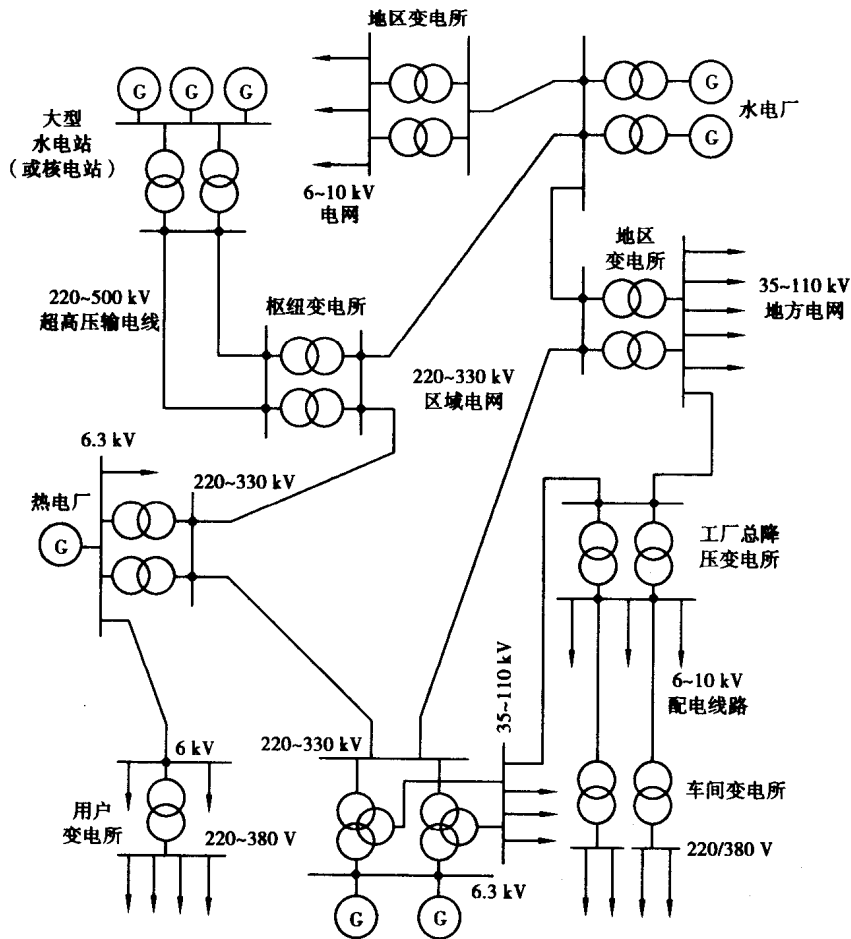 地区变电所
G
G
G
G
大型
水电站
（或核电站）
水电厂
G
6~10 kV
电网
地区
变电所
35~110 kV
地方电网
220~500 kV
超高压输电线
枢纽变电所
220~330 kV
区域电网
6.3 kV
220~330 kV
热电厂
G
工厂总降
压变电所
35~110 kV
6~10 kV
配电线路
6 kV
220~330 kV
用户
变电所
220~380 V
车间变电所
220/380 V
6.3 kV
G
G